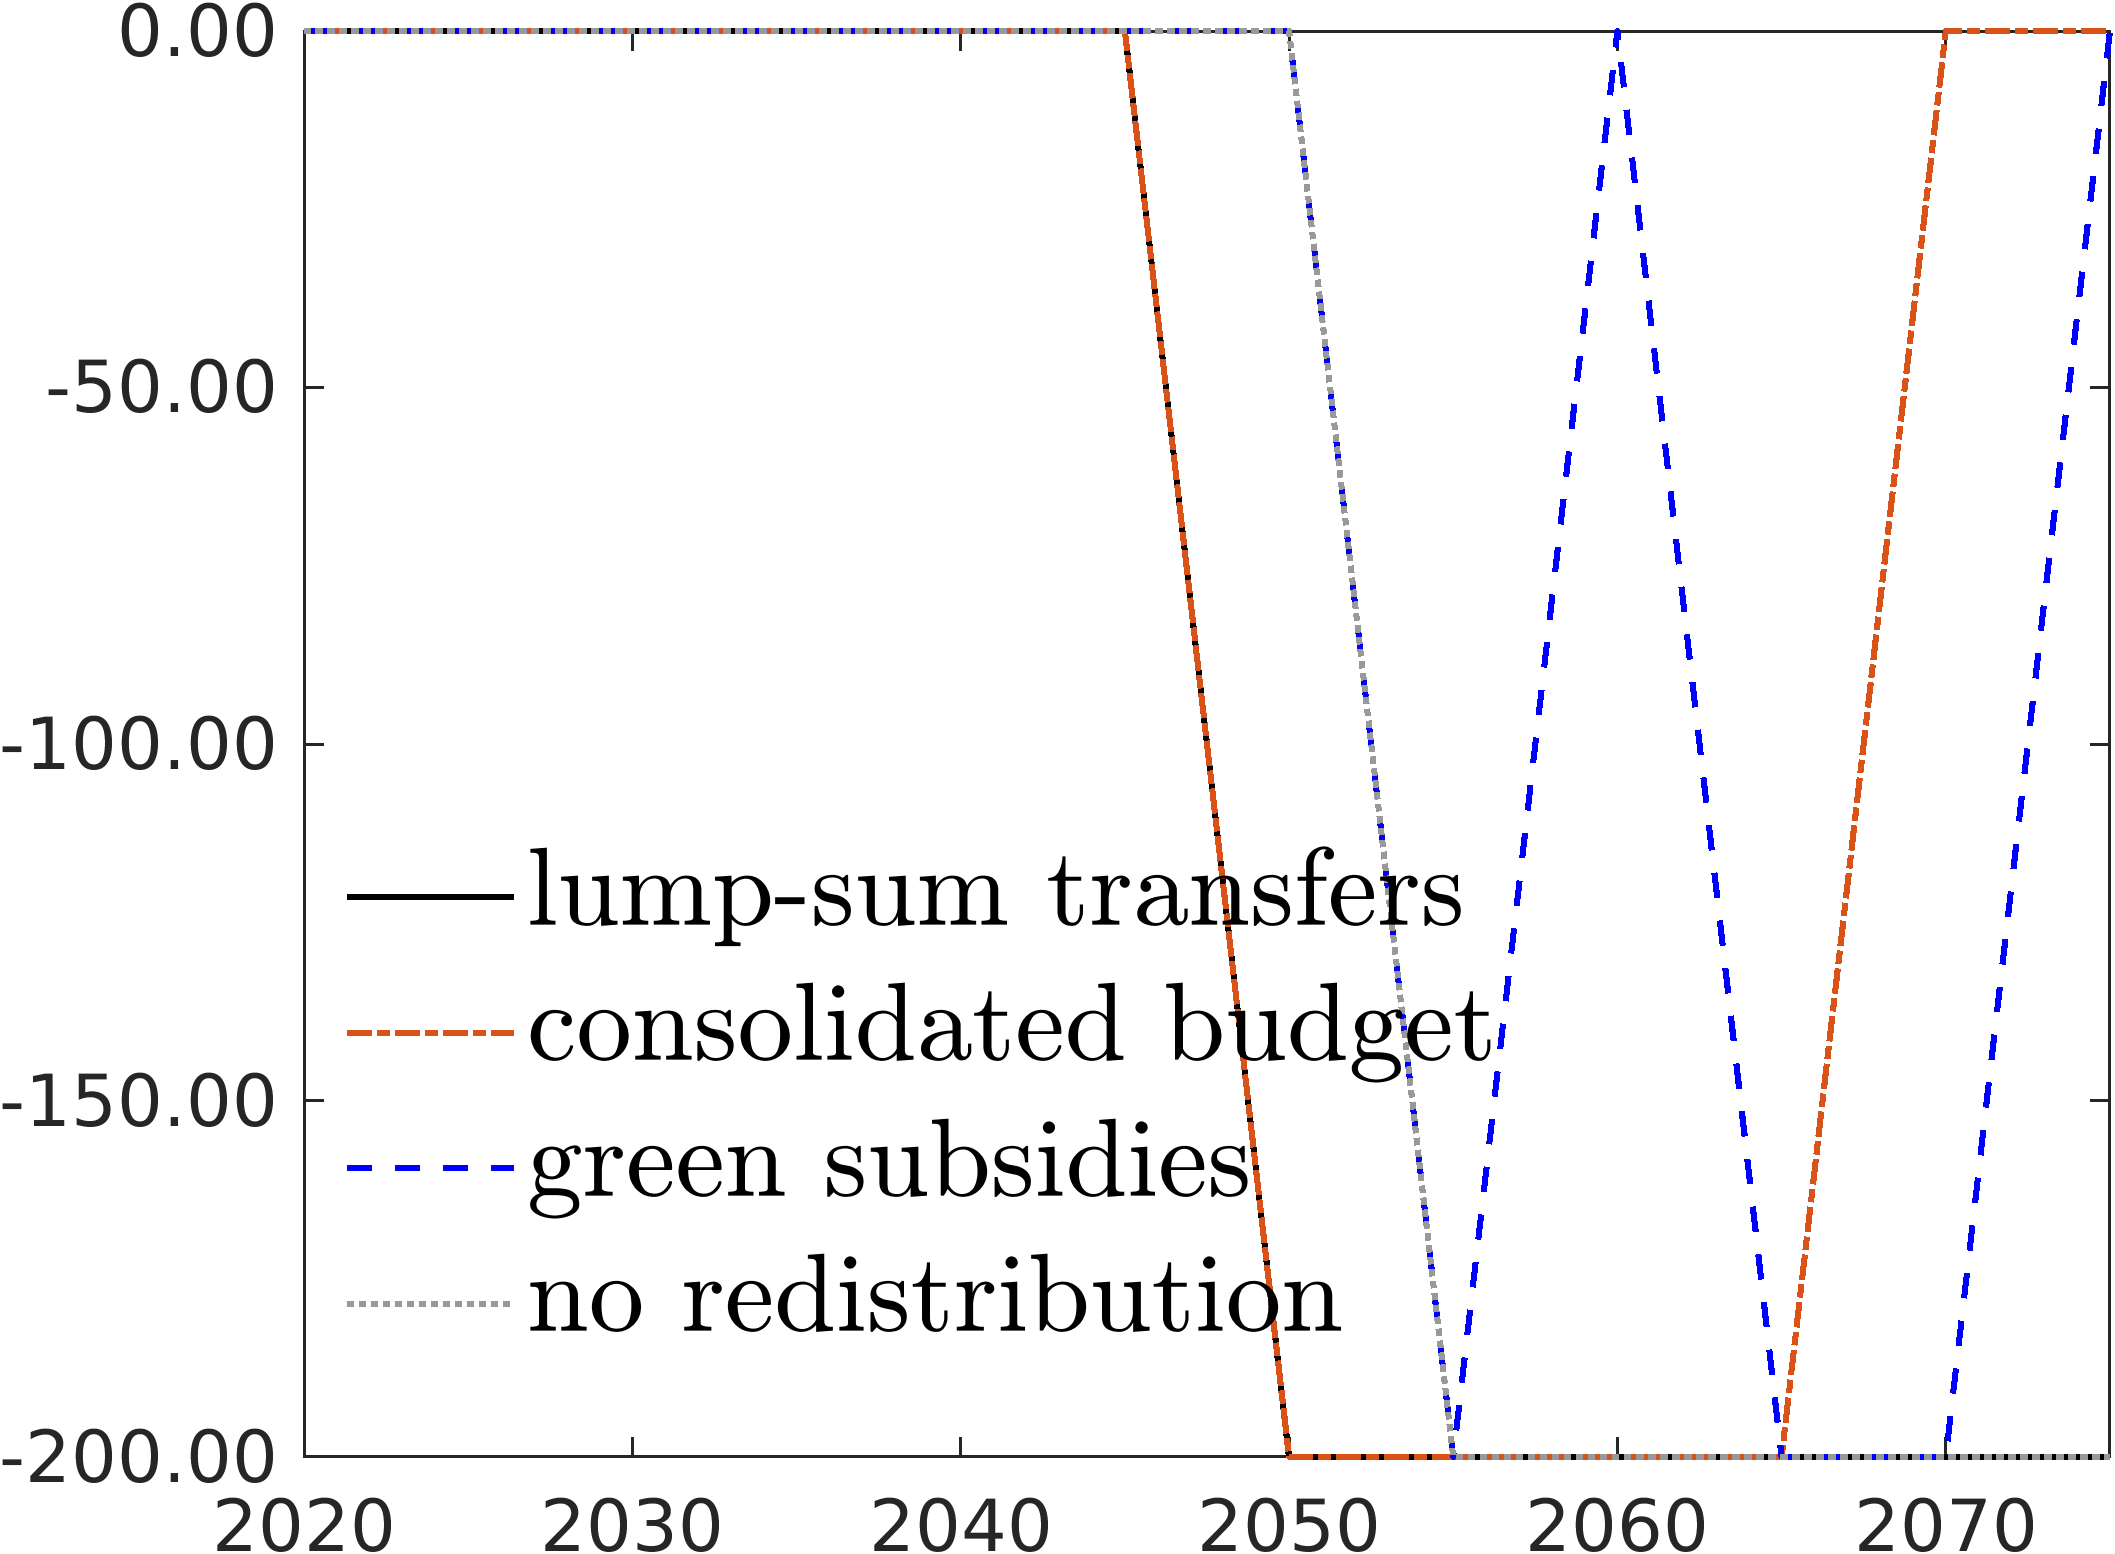 0.00
-50.00
-100.00
-150.00
-200.00
lump-sum transfers
consolidated budget
green subsidies
no redistribution
2020 2030 2040 2050 2060 2070